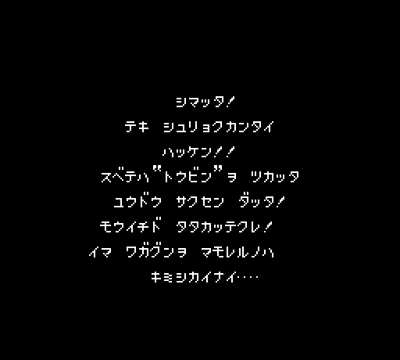 シマッタ!
テキ シュリョクカンタイ
ハッケン!!
スベテハ"トウビン"ヲ ツカッタ
ユウドウ サクセン ダッタ!
モウイチド タタカッテクレ!
イマ ワガグンヲ マモレルノハ
キミシカイナイ‥‥